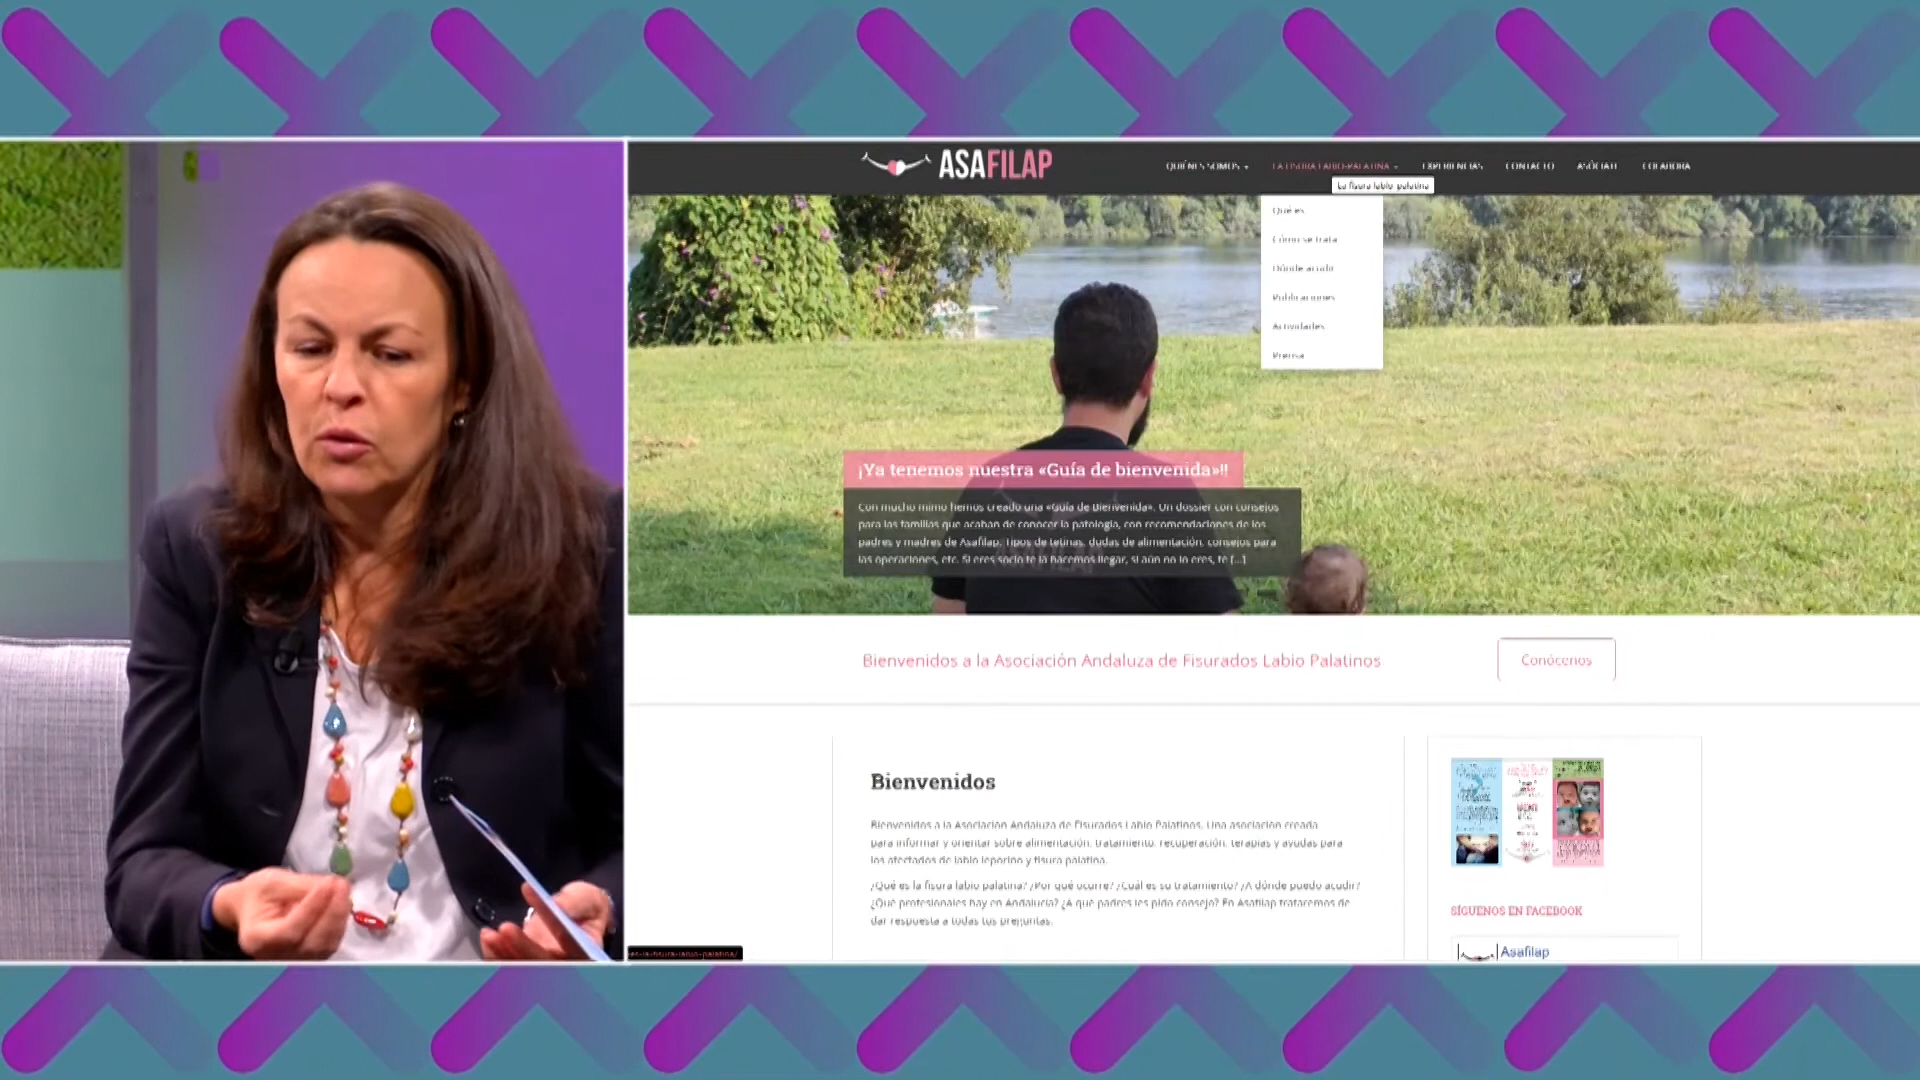 ASAFILAP
QUIÉNES SOMOS
LA FISURA LABIO-PALATINA
EXPERIENCIAS
CONTACTO
ASÓCIATE
COLABORA
La fisura labio-palatina
Qué es
Cómo se trata
Dónde acudir
Publicaciones
Actividades
Prensa
¡Ya tenemos nuestra «Guía de bienvenida»!!
Con mucho mimo hemos creado una «Guía de Bienvenida». Un dossier con consejos
para las familias que acaban de conocer la patología, con recomendaciones de los
padres y madres de Asafilap. Tipos de tetinas, dudas de alimentación, consejos para
las operaciones, etc. Si eres socio te la hacemos llegar, si aún no lo eres, te [...]
Bienvenidos a la Asociación Andaluza de Fisurados Labio Palatinos
Conócenos
Bienvenidos
Bienvenidos a la Asociación Andaluza de Fisurados Labio Palatinos. Una asociación creada
para informar y orientar sobre alimentación, tratamiento, recuperación, terapias y ayudas para
los afectados de labio leporino y fisura palatina.
¿Qué es la fisura labio palatina? ¿Por qué ocurre? ¿Cuál es su tratamiento? ¿A dónde puedo acudir?
¿Qué profesionales hay en Andalucía? ¿A qué padres les pido consejo? En Asafilap trataremos de
dar respuesta a todas tus preguntas.
SÍGUENOS EN FACEBOOK
Asafilap